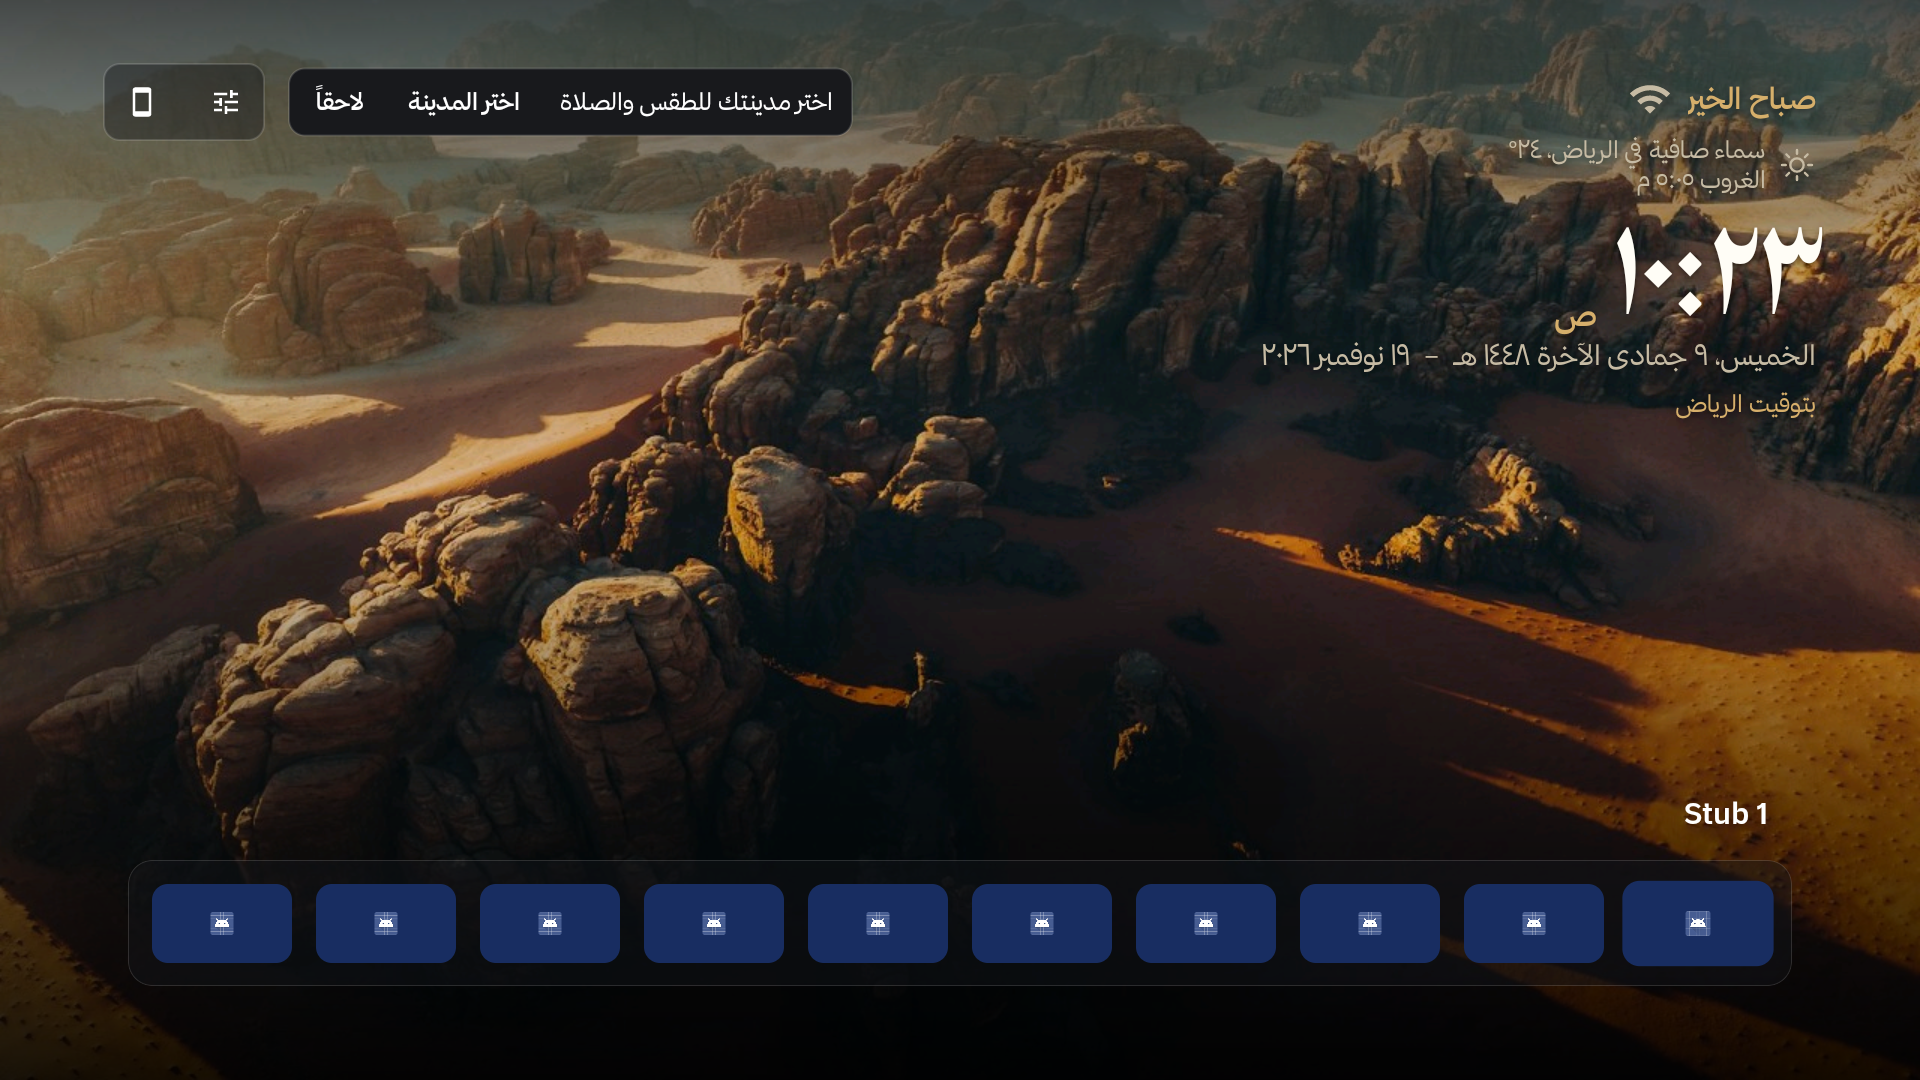 صباح الخير
سماء صافية في الرياض، ٢٤°
الغروب ٥:٠٥ م
١٠:٢٣ ص
الخميس، ٩ جمادى الآخرة ١٤٤٨ هـ – ١٩ نوفمبر ٢٠٢٦
بتوقيت الرياض
اختر مدينتك للطقس والصلاة
اختر المدينة
لاحقاً
Stub 1